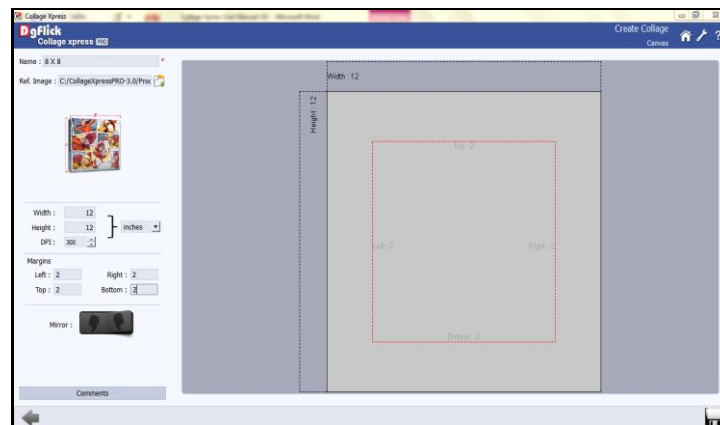 Collage Xpress
DgFlick
Collage xpress PRO
Create Collage
Canvas
?
Name : 8 X 8 *
Ref. Image : C:/CollageXpressPRO-3.0/Proc
Width : 12
Height : 12
inches
DPI : 300
Margins
Left : 2 Right : 2
Top : 2 Bottom : 2
Mirror :
Comments
Width : 12
Height : 12
Top : 2
Left : 2
Right : 2
Bottom : 2